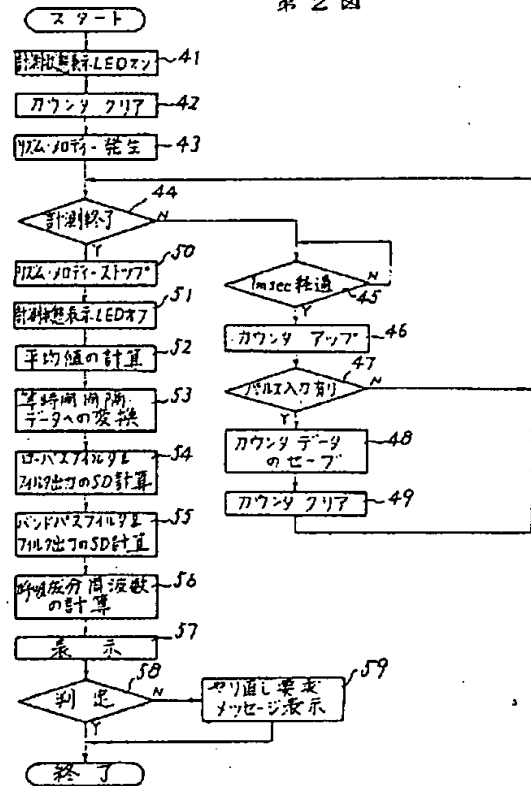 第2図
スタート
計測状態表示LEDオン
41
カウンタ クリア
42
リズム・メロディー発生
43
計測終了
44
N
Y
リズム・メロディーストップ
50
計測状態表示LEDオフ
51
平均値の計算
52
等時間間隔
データへの変換
53
ローパスフィルタ&
フィルタ出力のSD計算
54
バンドパスフィルタ&
フィルタ出力のSD計算
55
呼吸成分周波数
の計算
56
表示
57
判定
58
N
Y
終了
1msec経過
45
N
Y
カウンタ アップ
46
パルス入力有り
47
N
Y
カウンタデータ
のセーブ
48
カウンタ クリア
49
やり直し要求
メッセージ表示
59